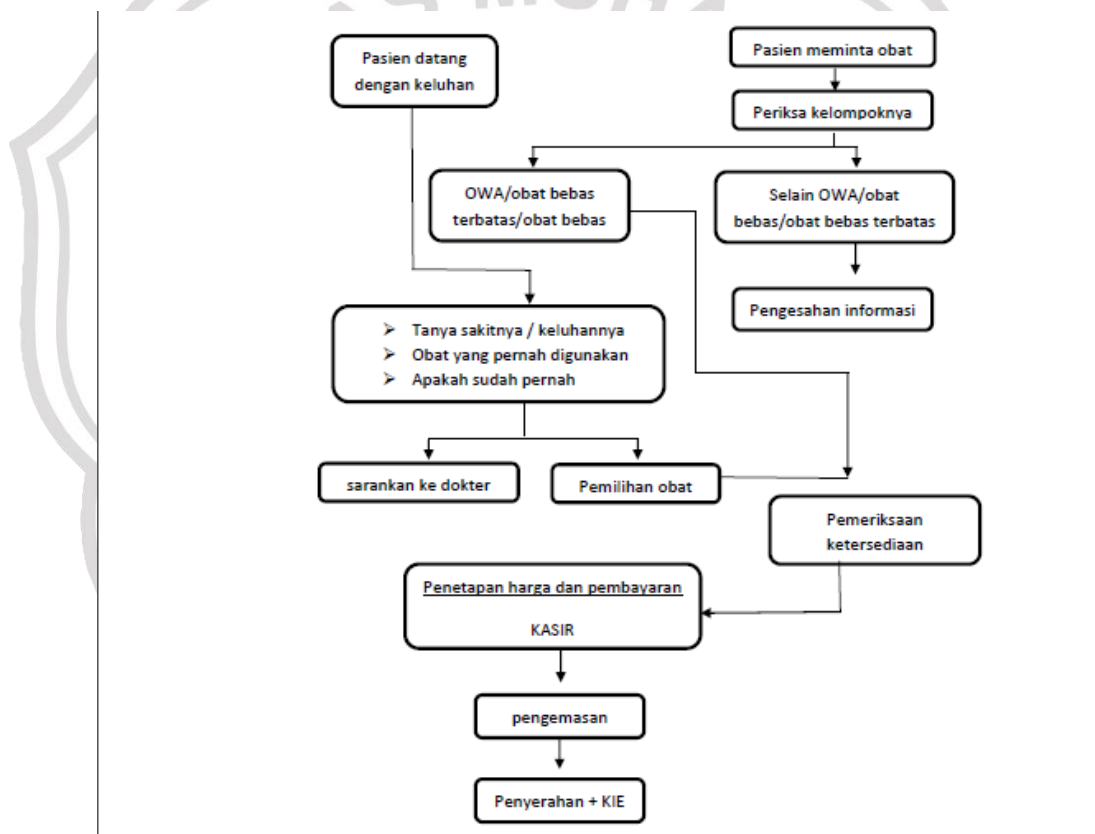 Pasien datang
dengan keluhan
Pasien meminta obat
Periksa kelompoknya
OWA/obat bebas
terbatas/obat bebas
Selain OWA/obat
bebas/obat bebas terbatas
Pengesahan informasi
➤ Tanya sakitnya / keluhannya
➤ Obat yang pernah digunakan
➤ Apakah sudah pernah
sarankan ke dokter
Pemilihan obat
Pemeriksaan
ketersediaan
Penetapan harga dan pembayaran
KASIR
pengemasan
Penyerahan + KIE